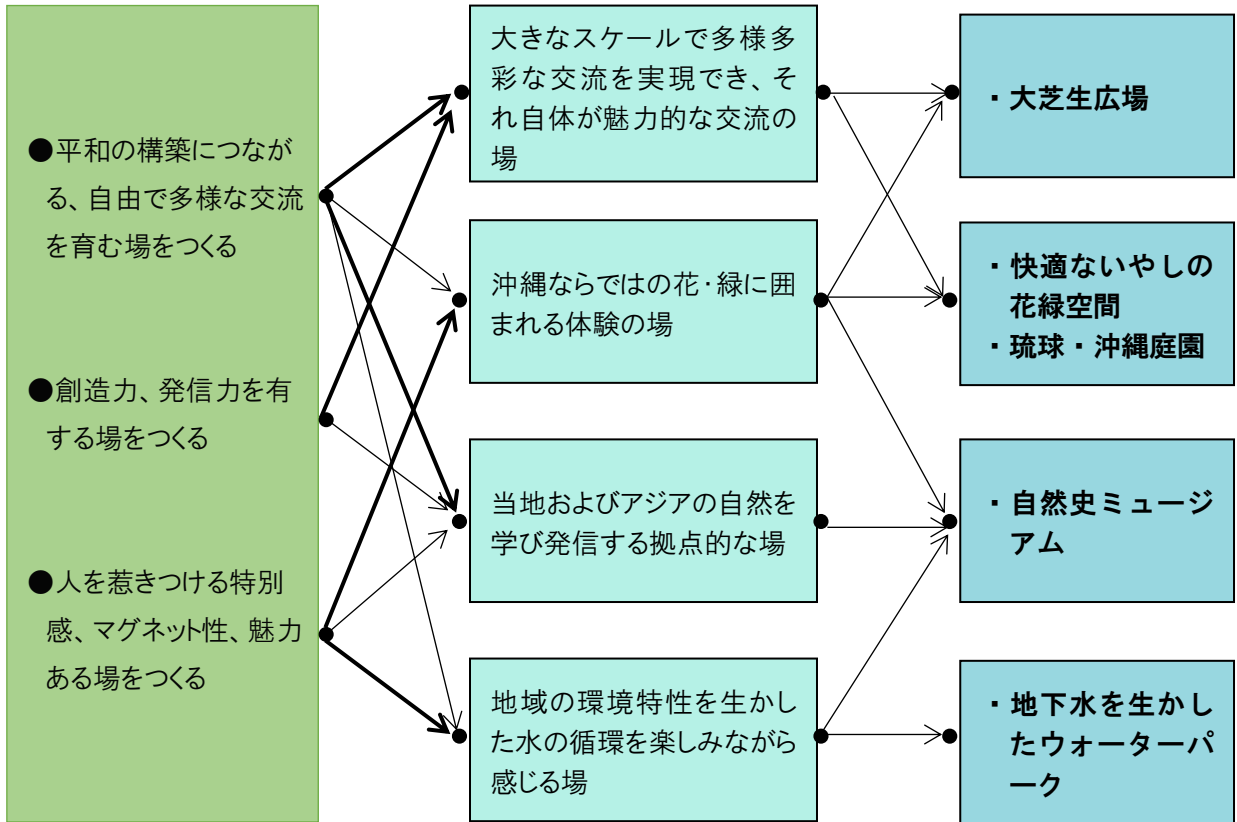 ●平和の構築につなが
る、自由で多様な交流
を育む場をつくる
●創造力、発信力を有
する場をつくる
●人を惹きつける特別
感、マグネット性、魅力
ある場をつくる
大きなスケールで多様多
彩な交流を実現でき、そ
れ自体が魅力的な交流の
場
沖縄ならではの花・緑に囲
まれる体験の場
当地およびアジアの自然を
学び発信する拠点的な場
地域の環境特性を生かし
た水の循環を楽しみながら
感じる場
・大芝生広場
・快適ないやしの
花緑空間
・琉球・沖縄庭園
・自然史ミュージ
アム
・地下水を生かし
たウォーターパ
ーク